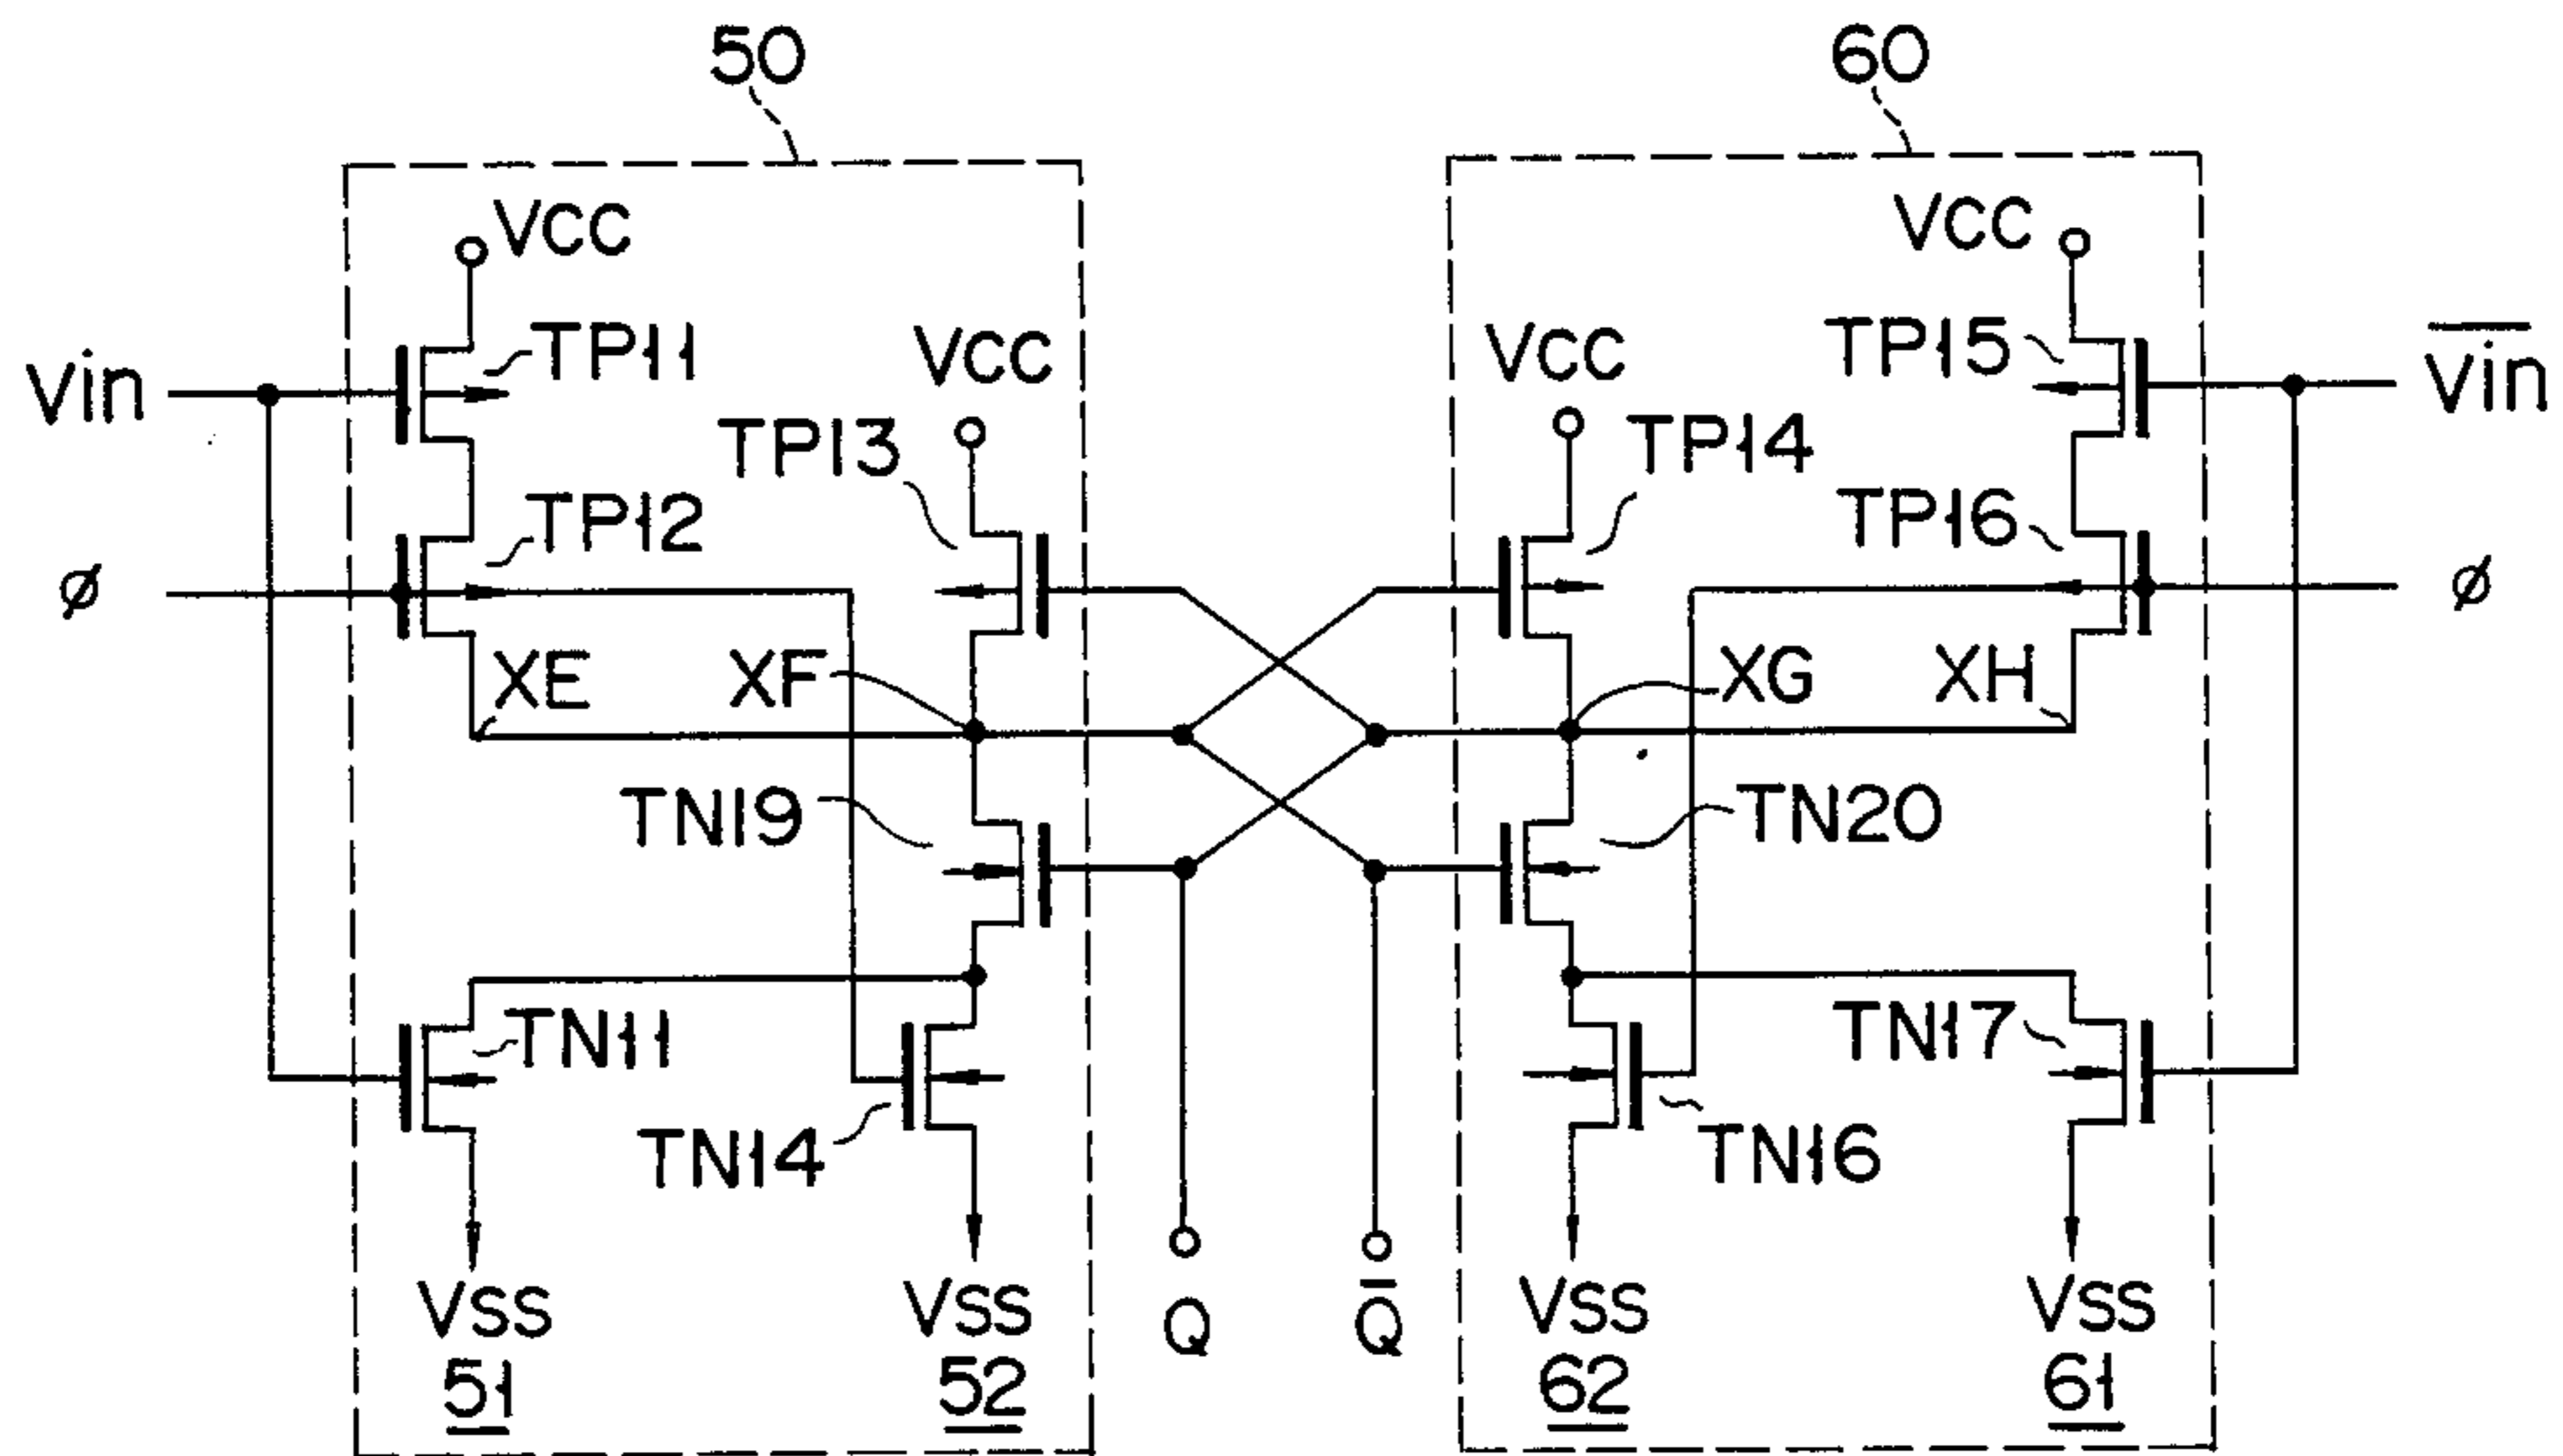 50
60
VCC
VCC
TP11
VCC
VCC
TP15
Vin
V̅i̅n̅
TP13
TP14
TP12
TP16
ø
ø
XE
XF
XG
XH
TN19
TN20
TN11
TN17
TN14
TN16
VSS
VSS
Q
Q̅
VSS
VSS
51
52
62
61